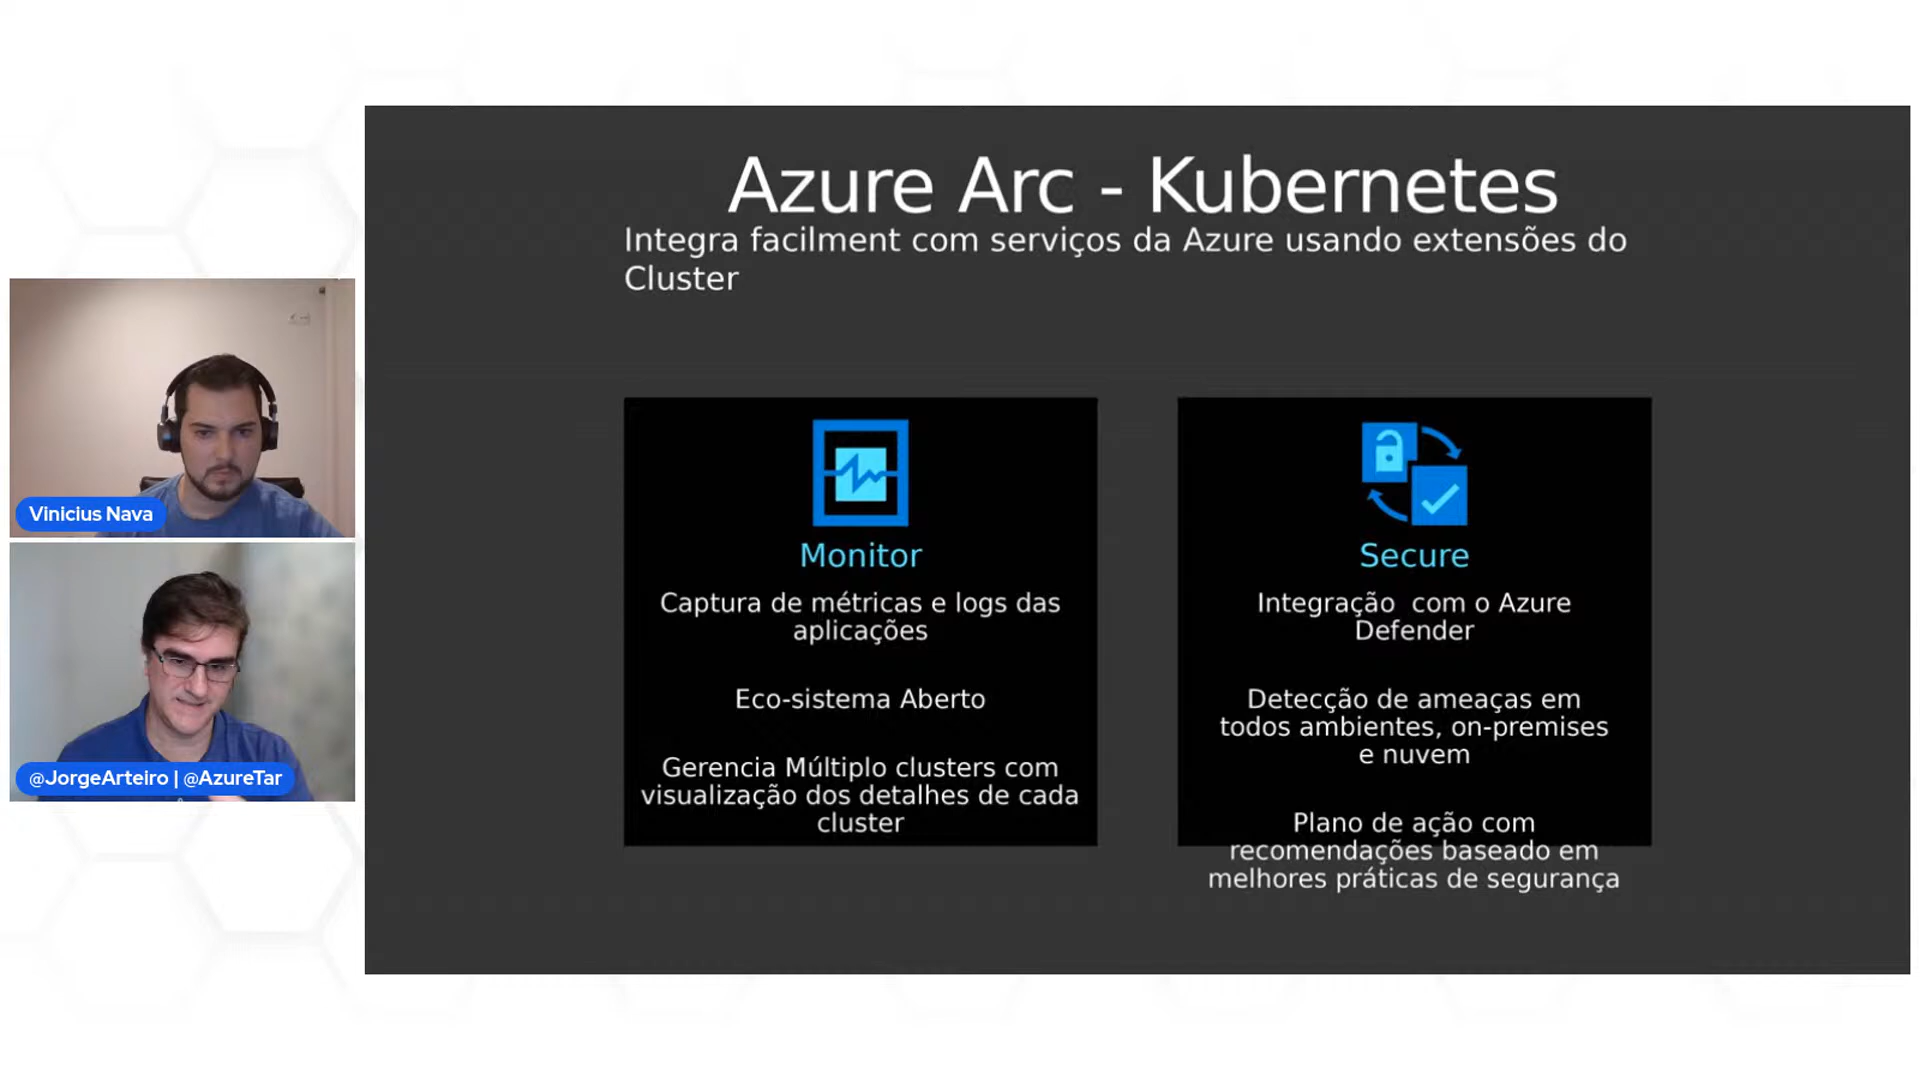 Azure Arc - Kubernetes
Integra facilment com serviços da Azure usando extensões do
Cluster
Monitor
Captura de métricas e logs das
aplicações
Eco-sistema Aberto
Gerencia Múltiplo clusters com
visualização dos detalhes de cada
cluster
Secure
Integração  com o Azure
Defender
Detecção de ameaças em
todos ambientes, on-premises
e nuvem
Plano de ação com
recomendações baseado em
melhores práticas de segurança
Vinicius Nava
@JorgeArteiro | @AzureTar